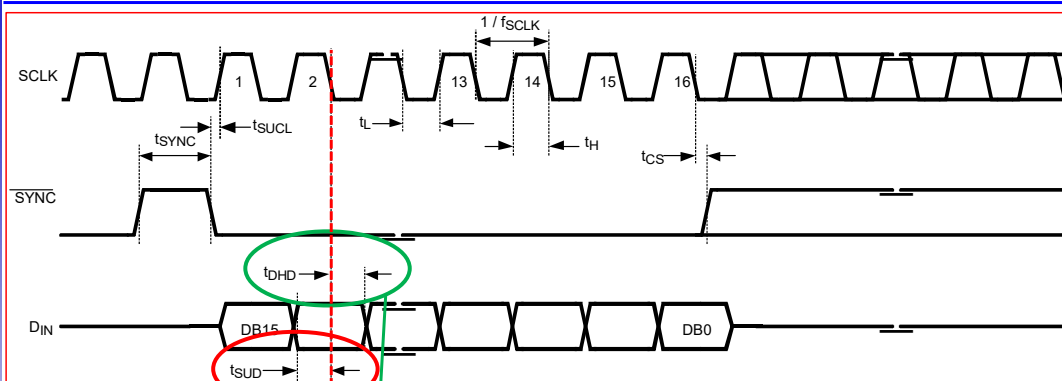 1 / fSCLK
SCLK 1 2 13 14 15 16
tSUCL tL tH
tSYNC tCS
SYNC
tDHD
DIN DB15 DB0
tSUD